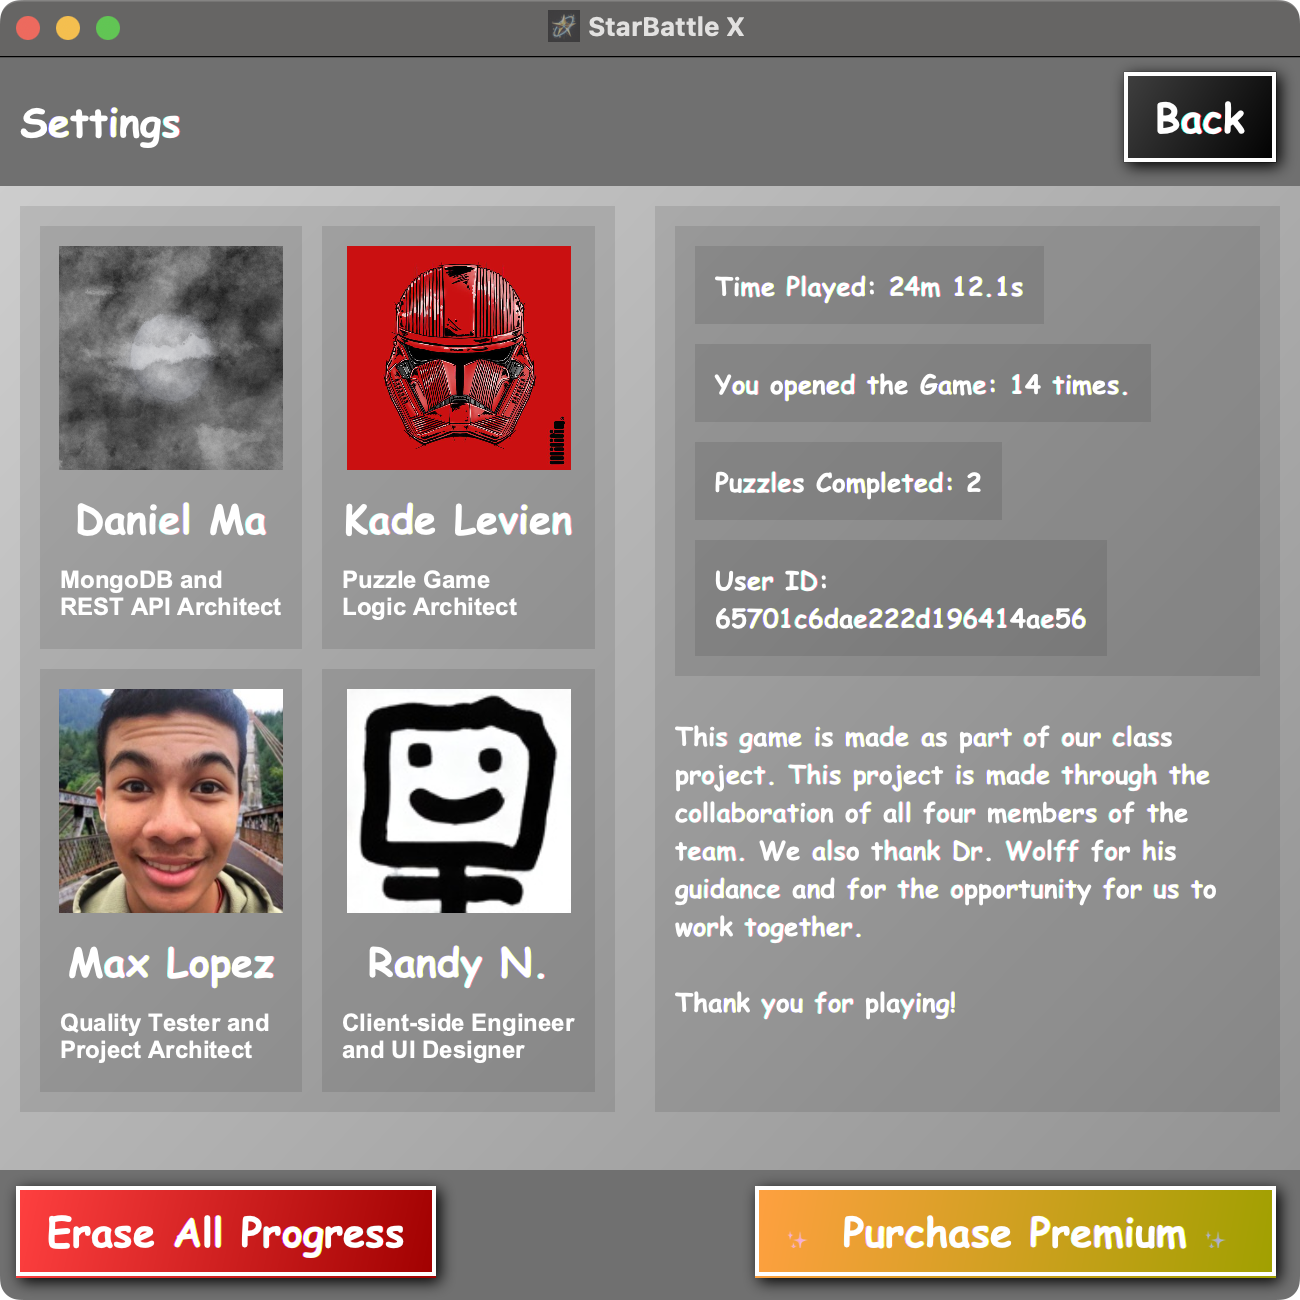 StarBattle X
Settings
Back
Daniel Ma
MongoDB and
REST API Architect
Kade Levien
Puzzle Game
Logic Architect
Max Lopez
Quality Tester and
Project Architect
Randy N.
Client-side Engineer
and UI Designer
Time Played: 24m 12.1s
You opened the Game: 14 times.
Puzzles Completed: 2
User ID:
65701c6dae222d196414ae56
This game is made as part of our class
project. This project is made through the
collaboration of all four members of the
team. We also thank Dr. Wolff for his
guidance and for the opportunity for us to
work together.
Thank you for playing!
Erase All Progress
✨ Purchase Premium ✨